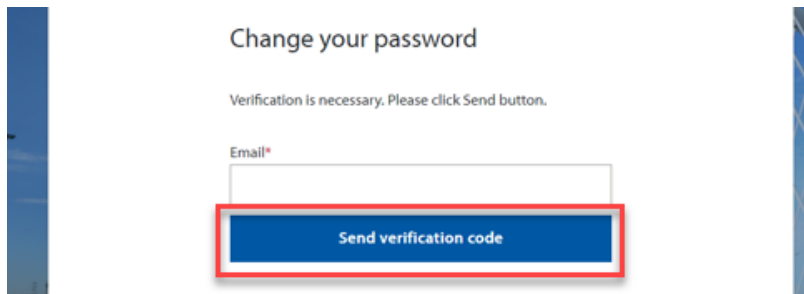 Change your password
Verification is necessary. Please click Send button.
Email*
Send verification code